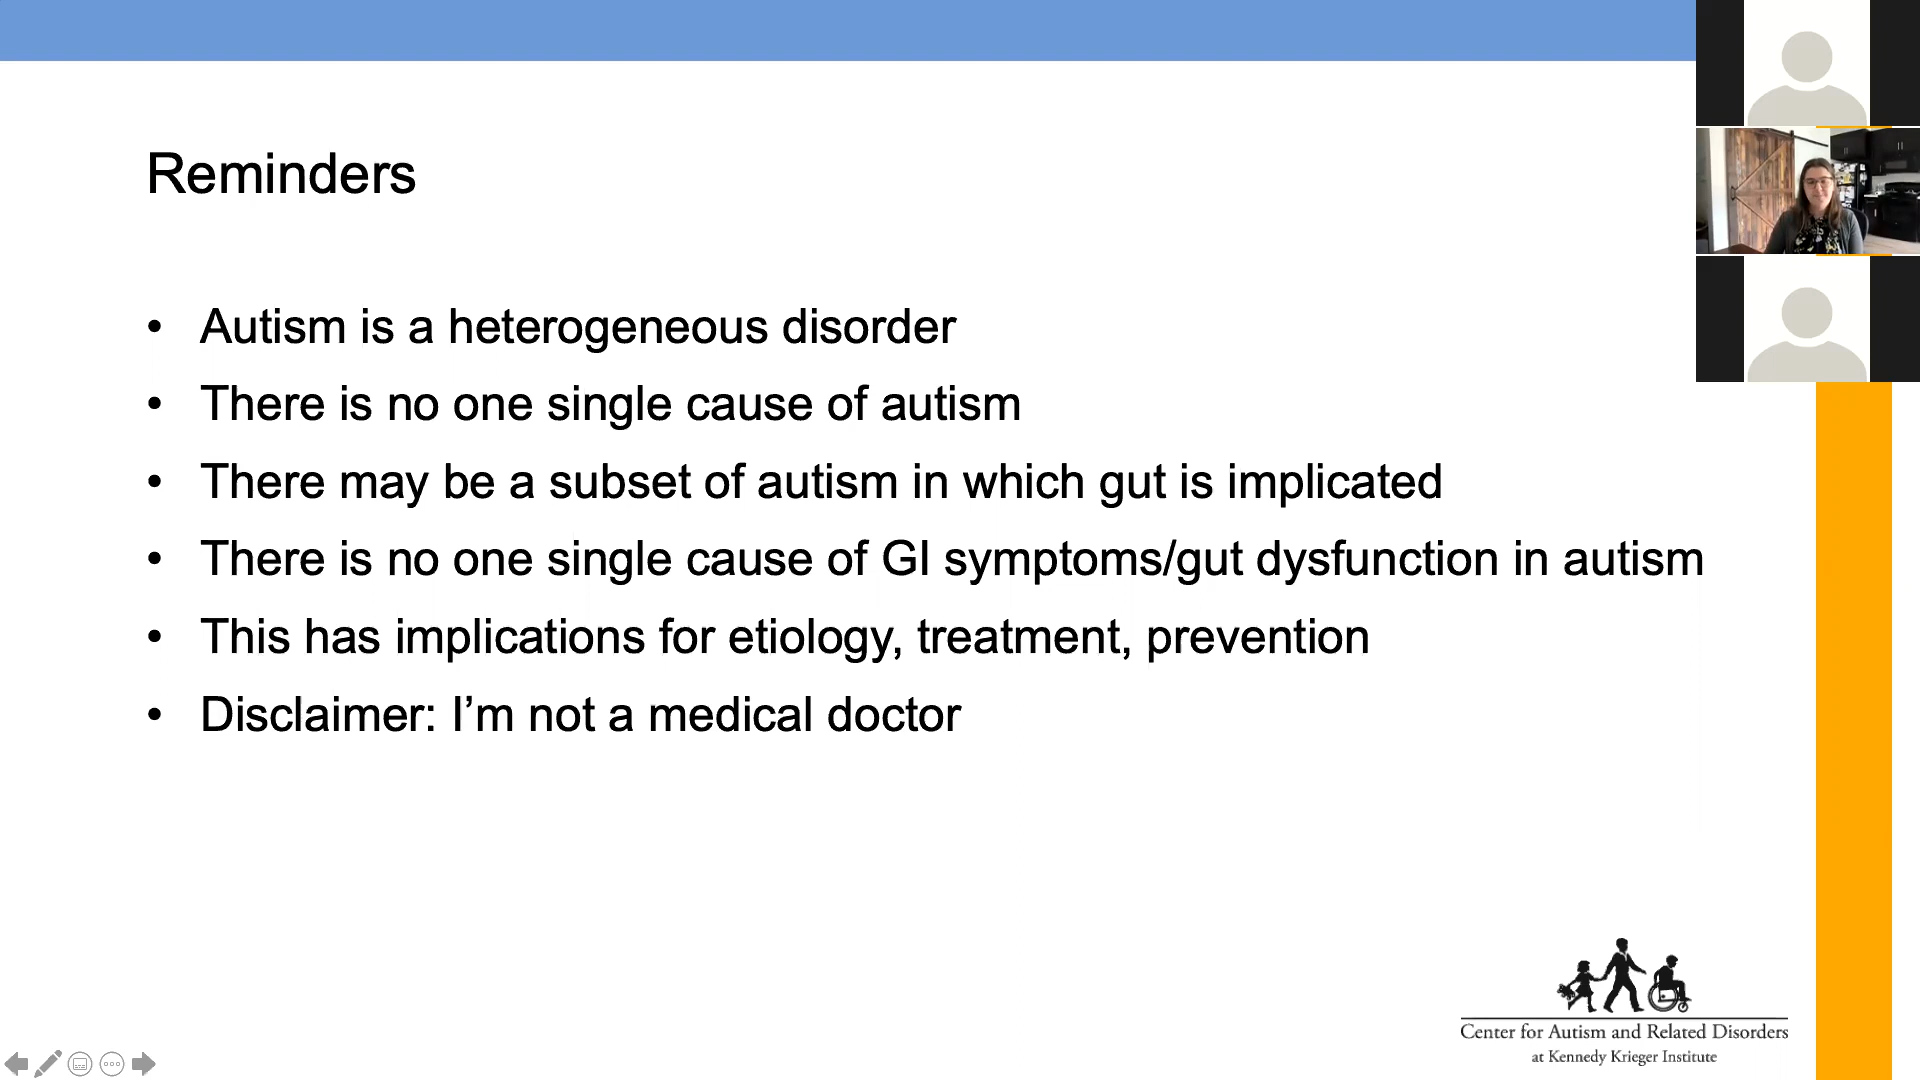 Reminders
• Autism is a heterogeneous disorder
• There is no one single cause of autism
• There may be a subset of autism in which gut is implicated
• There is no one single cause of GI symptoms/gut dysfunction in autism
• This has implications for etiology, treatment, prevention
• Disclaimer: I’m not a medical doctor
Center for Autism and Related Disorders
at Kennedy Krieger Institute